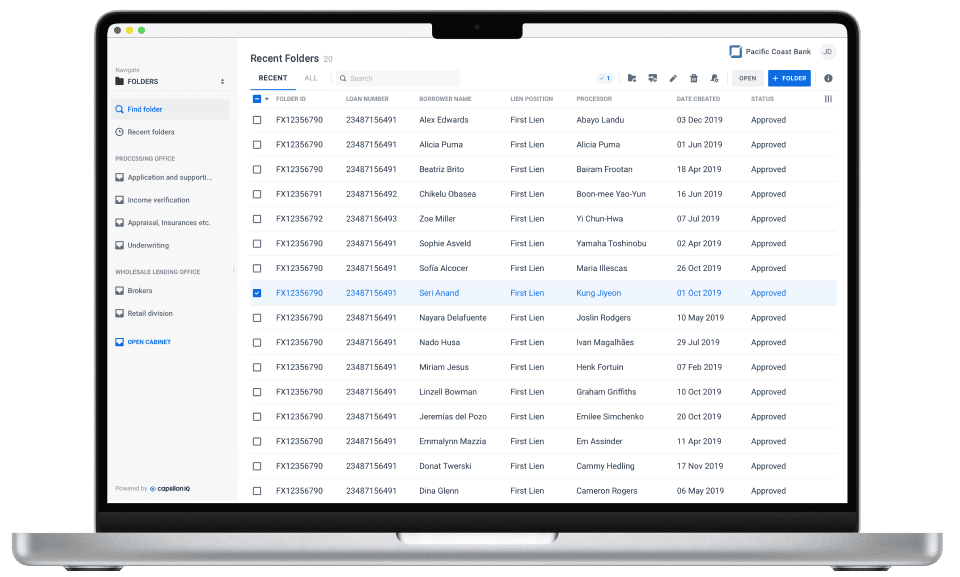 Pacific Coast Bank JD
Navigate
FOLDERS
Find folder
Recent folders
PROCESSING OFFICE
Application and supporti...
Income verification
Appraisal, Insurances etc.
Underwriting
WHOLESALE LENDING OFFICE
Brokers
Retail division
OPEN CABINET
Powered by capsilon iQ
Recent Folders 20
RECENT ALL Search 1 OPEN + FOLDER
FOLDER ID LOAN NUMBER BORROWER NAME LIEN POSITION PROCESSOR DATE CREATED STATUS
FX12356790 23487156491 Alex Edwards First Lien Abayo Landu 03 Dec 2019 Approved
FX12356790 23487156491 Alicia Puma First Lien Alicia Puma 01 Jun 2019 Approved
FX12356790 23487156491 Beatriz Brito First Lien Bairam Frootan 18 Apr 2019 Approved
FX12356791 23487156492 Chikelu Obasea First Lien Boon-mee Yao-Yun 16 Jun 2019 Approved
FX12356792 23487156493 Zoe Miller First Lien Yi Chun-Hwa 07 Jul 2019 Approved
FX12356790 23487156491 Sophie Asveld First Lien Yamaha Toshinobu 02 Apr 2019 Approved
FX12356790 23487156491 Sofía Alcocer First Lien Maria Illescas 26 Oct 2019 Approved
FX12356790 23487156491 Seri Anand First Lien Kung Jiyeon 01 Oct 2019 Approved
FX12356790 23487156491 Nayara Delafuente First Lien Joslin Rodgers 10 May 2019 Approved
FX12356790 23487156491 Nado Husa First Lien Ivan Magalhães 29 Jul 2019 Approved
FX12356790 23487156491 Miriam Jesus First Lien Henk Fortuin 07 Feb 2019 Approved
FX12356790 23487156491 Linzell Bowman First Lien Graham Griffiths 10 Oct 2019 Approved
FX12356790 23487156491 Jeremías del Pozo First Lien Emilee Simchenko 20 Oct 2019 Approved
FX12356790 23487156491 Emmalynn Mazzia First Lien Em Assinder 11 Apr 2019 Approved
FX12356790 23487156491 Donat Twerski First Lien Cammy Hedling 17 Nov 2019 Approved
FX12356790 23487156491 Dina Glenn First Lien Cameron Rogers 06 May 2019 Approved